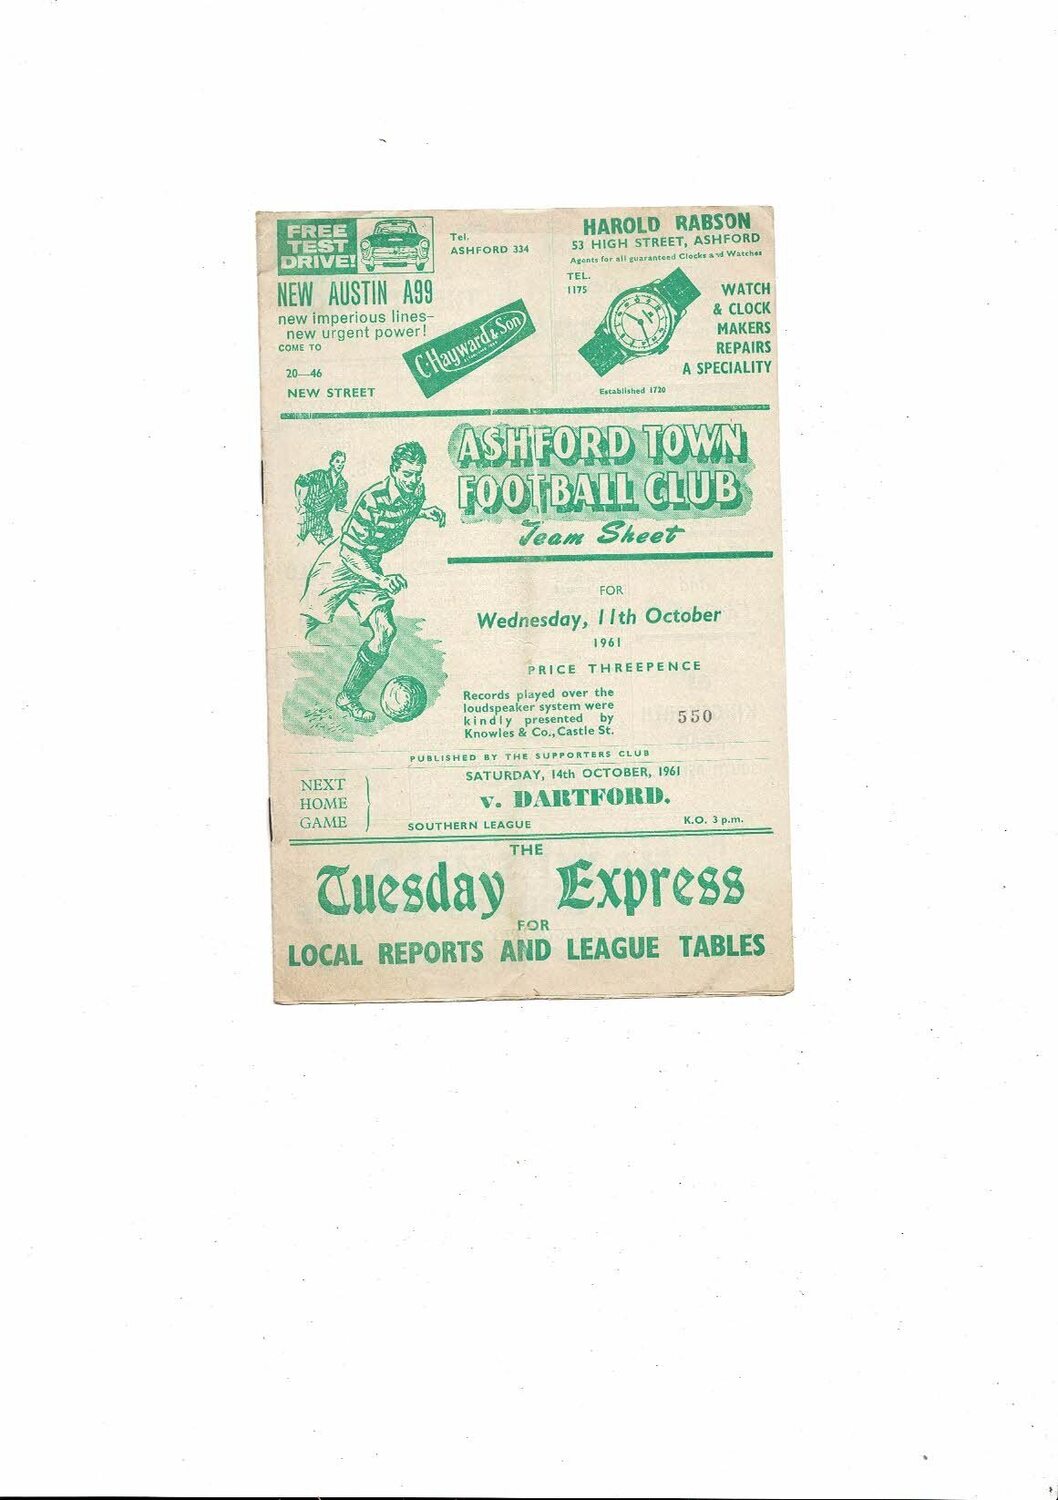 FREE
TEST
DRIVE!
NEW AUSTIN A99
new imperious lines–
new urgent power!
COME TO
20—46
NEW STREET
Tel.
ASHFORD 334
C. Hayward & Son
HAROLD RABSON
53 HIGH STREET, ASHFORD
Agents for all guaranteed Clocks and Watches
TEL.
1175
WATCH
& CLOCK
MAKERS
REPAIRS
A SPECIALITY
Established 1720
ASHFORD TOWN
FOOTBALL CLUB
Team Sheet
FOR
Wednesday, 11th October
1961
PRICE THREEPENCE
Records played over the
loudspeaker system were
kindly presented by
Knowles & Co., Castle St.
550
PUBLISHED BY THE SUPPORTERS CLUB
NEXT
HOME
GAME
SATURDAY, 14th OCTOBER, 1961
v. DARTFORD.
SOUTHERN LEAGUE
K.O. 3 p.m.
THE
Tuesday Express
FOR
LOCAL REPORTS AND LEAGUE TABLES